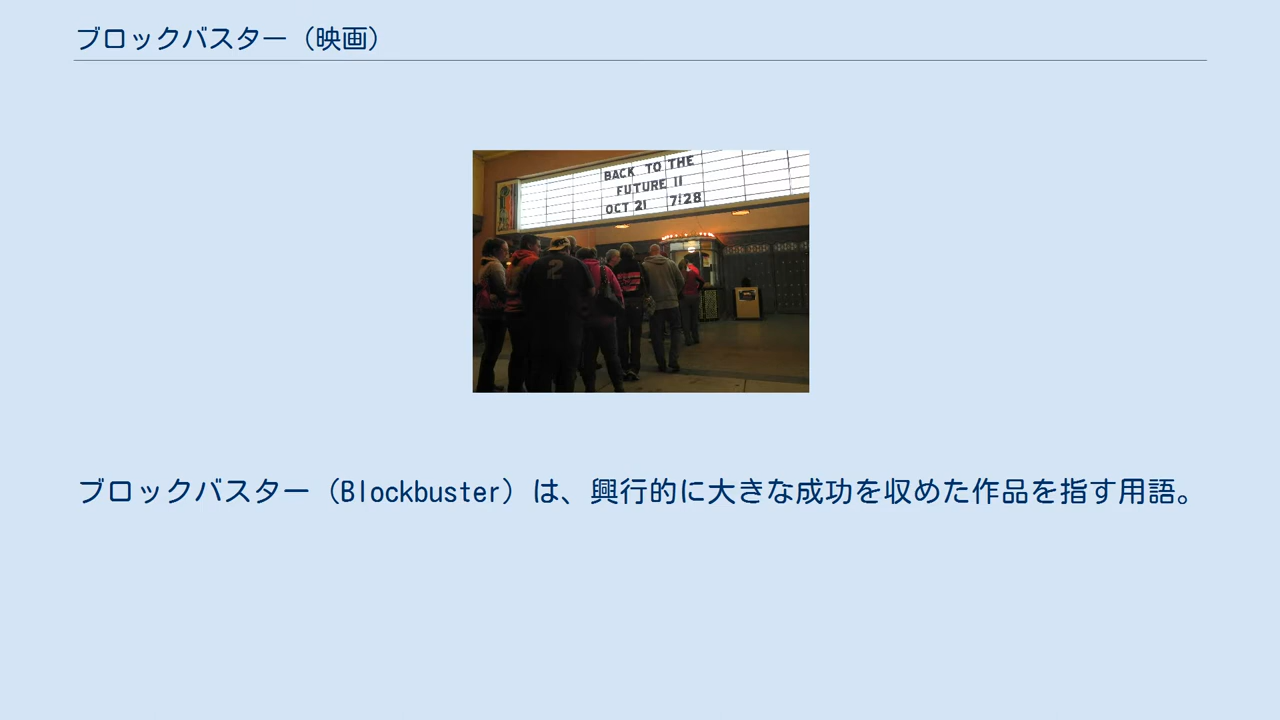 ブロックバスター（映画）
BACK TO THE
FUTURE II
OCT 21 7:28
2
ブロックバスター（Blockbuster）は、興行的に大きな成功を収めた作品を指す用語。